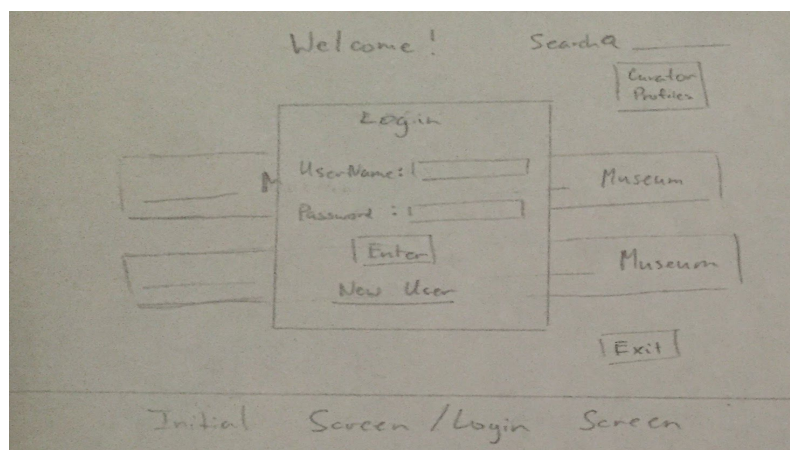 Welcome!
Search
Curator
Profiles
Login
UserName:
M
Museum
Password :
Enter
Museum
New User
Exit
Initial Screen / Login Screen